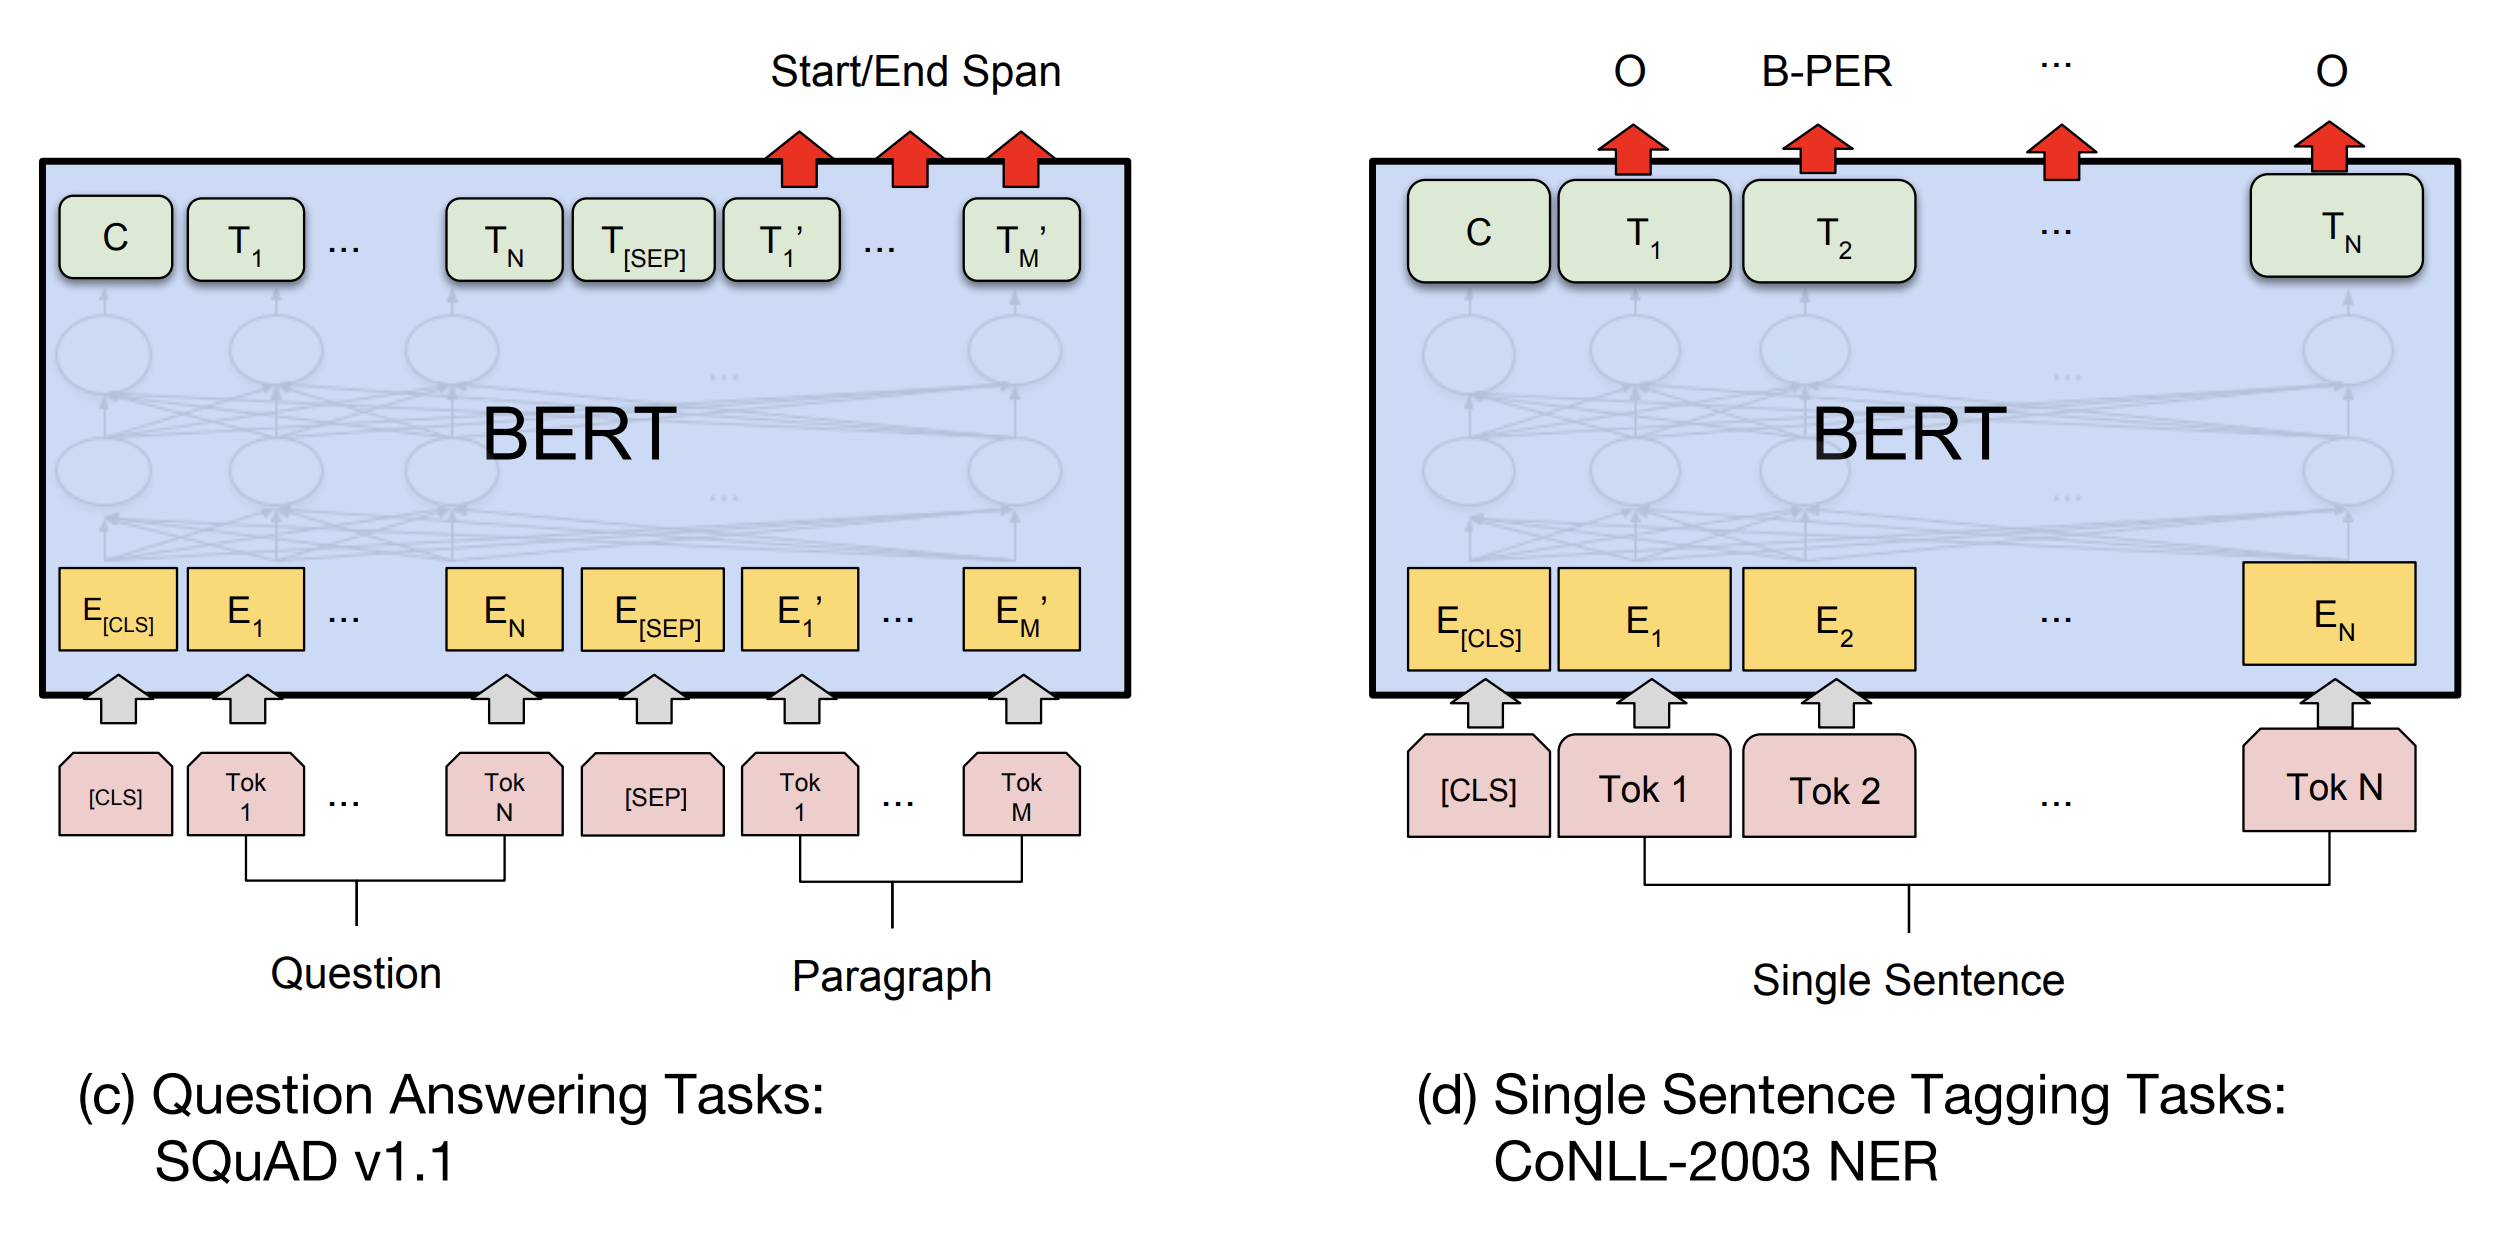 Start/End Span
C T1 ... TN T[SEP] T1’ ... TM’
...
BERT
...
E[CLS] E1 ... EN E[SEP] E1’ ... EM’
[CLS] Tok 1 ... Tok N [SEP] Tok 1 ... Tok M
Question Paragraph
(c) Question Answering Tasks:
SQuAD v1.1
O B-PER ... O
C T1 T2 ... TN
...
BERT
...
E[CLS] E1 E2 ... EN
[CLS] Tok 1 Tok 2 ... Tok N
Single Sentence
(d) Single Sentence Tagging Tasks:
CoNLL-2003 NER